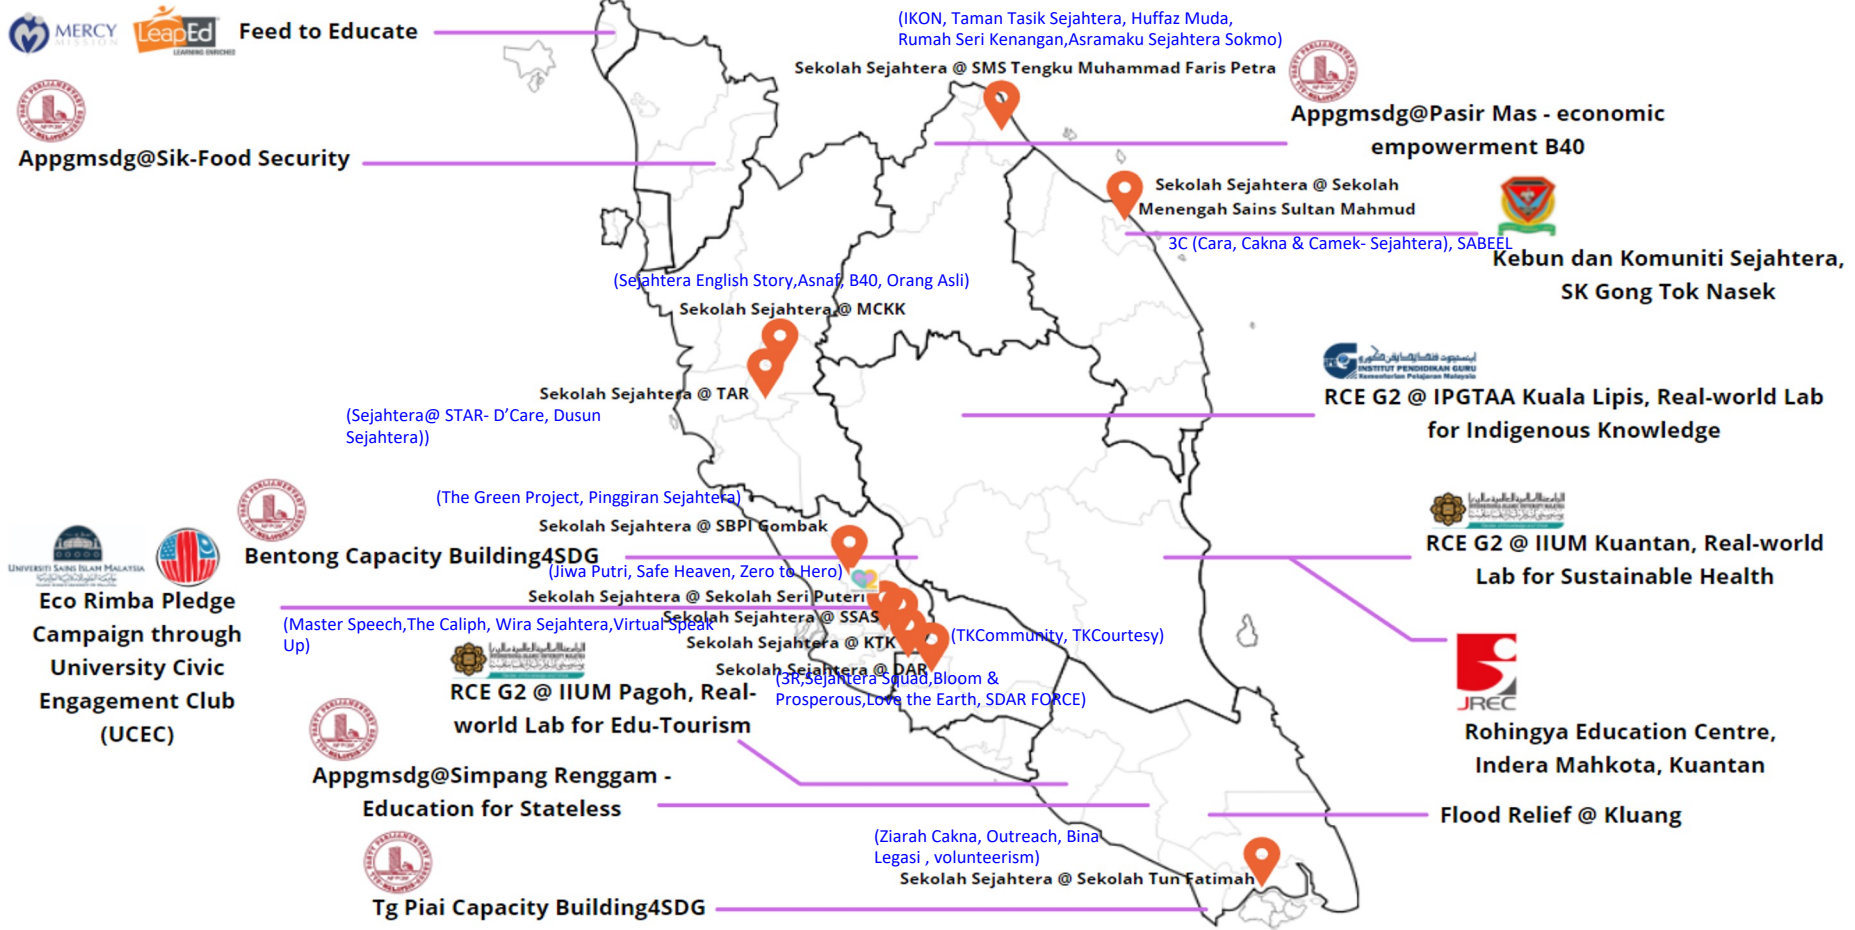 MERCY
MISSION
LeapEd
LEARNING ENRICHED
Feed to Educate
(IKON, Taman Tasik Sejahtera, Huffaz Muda,
Rumah Seri Kenangan,Asramaku Sejahtera Sokmo)
Sekolah Sejahtera @ SMS Tengku Muhammad Faris Petra
Appgmsdg@Pasir Mas - economic
empowerment B40
Appgmsdg@Sik-Food Security
Sekolah Sejahtera @ Sekolah
Menengah Sains Sultan Mahmud
3C (Cara, Cakna & Camek- Sejahtera), SABEEL
Kebun dan Komuniti Sejahtera,
SK Gong Tok Nasek
(Sejahtera English Story,Asnaf, B40, Orang Asli)
Sekolah Sejahtera @ MCKK
Sekolah Sejahtera @ TAR
(Sejahtera@ STAR- D’Care, Dusun
Sejahtera))
INSTITUT PENDIDIKAN GURU
Kementerian Pelajaran Malaysia
RCE G2 @ IPGTAA Kuala Lipis, Real-world Lab
for Indigenous Knowledge
(The Green Project, Pinggiran Sejahtera)
Sekolah Sejahtera @ SBPI Gombak
Bentong Capacity Building4SDG
(Jiwa Putri, Safe Heaven, Zero to Hero)
Sekolah Sejahtera @ Sekolah Seri Puteri
RCE G2 @ IIUM Kuantan, Real-world
Lab for Sustainable Health
UNIVERSITI SAINS ISLAM MALAYSIA
Eco Rimba Pledge
Campaign through
University Civic
Engagement Club
(UCEC)
(Master Speech,The Caliph, Wira Sejahtera,Virtual Speak
Up)
Sekolah Sejahtera @ SSAS
Sekolah Sejahtera @ KTK
(TKCommunity, TKCourtesy)
Sekolah Sejahtera @ DAR
(3R,Sejahtera Squad,Bloom &
Prosperous,Love the Earth, SDAR FORCE)
RCE G2 @ IIUM Pagoh, Real-
world Lab for Edu-Tourism
JREC
Rohingya Education Centre,
Indera Mahkota, Kuantan
Appgmsdg@Simpang Renggam -
Education for Stateless
Flood Relief @ Kluang
(Ziarah Cakna, Outreach, Bina
Legasi , volunteerism)
Sekolah Sejahtera @ Sekolah Tun Fatimah
Tg Piai Capacity Building4SDG